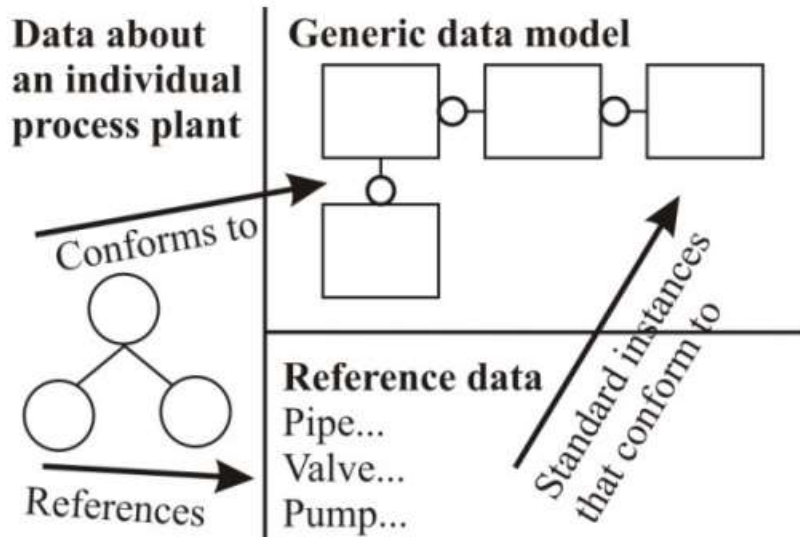 Data about
an individual
process plant
Generic data model
Conforms to
References
Reference data
Pipe...
Valve...
Pump...
Standard instances
that conform to